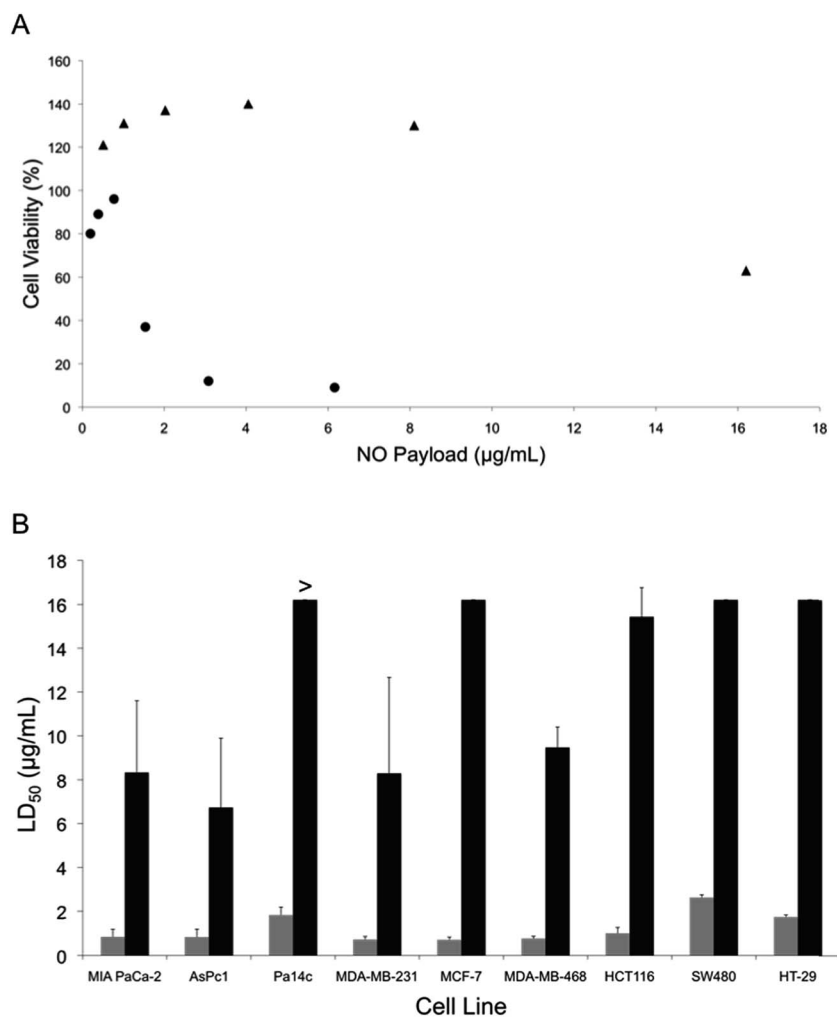 A
160
140
120
100
80
60
40
20
0
Cell Viability (%)
0 2 4 6 8 10 12 14 16 18
NO Payload (µg/mL)
B
18
16
14
12
10
8
6
4
2
0
LD50 (µg/mL)
>
MIA PaCa-2 AsPc1 Pa14c MDA-MB-231 MCF-7 MDA-MB-468 HCT116 SW480 HT-29
Cell Line